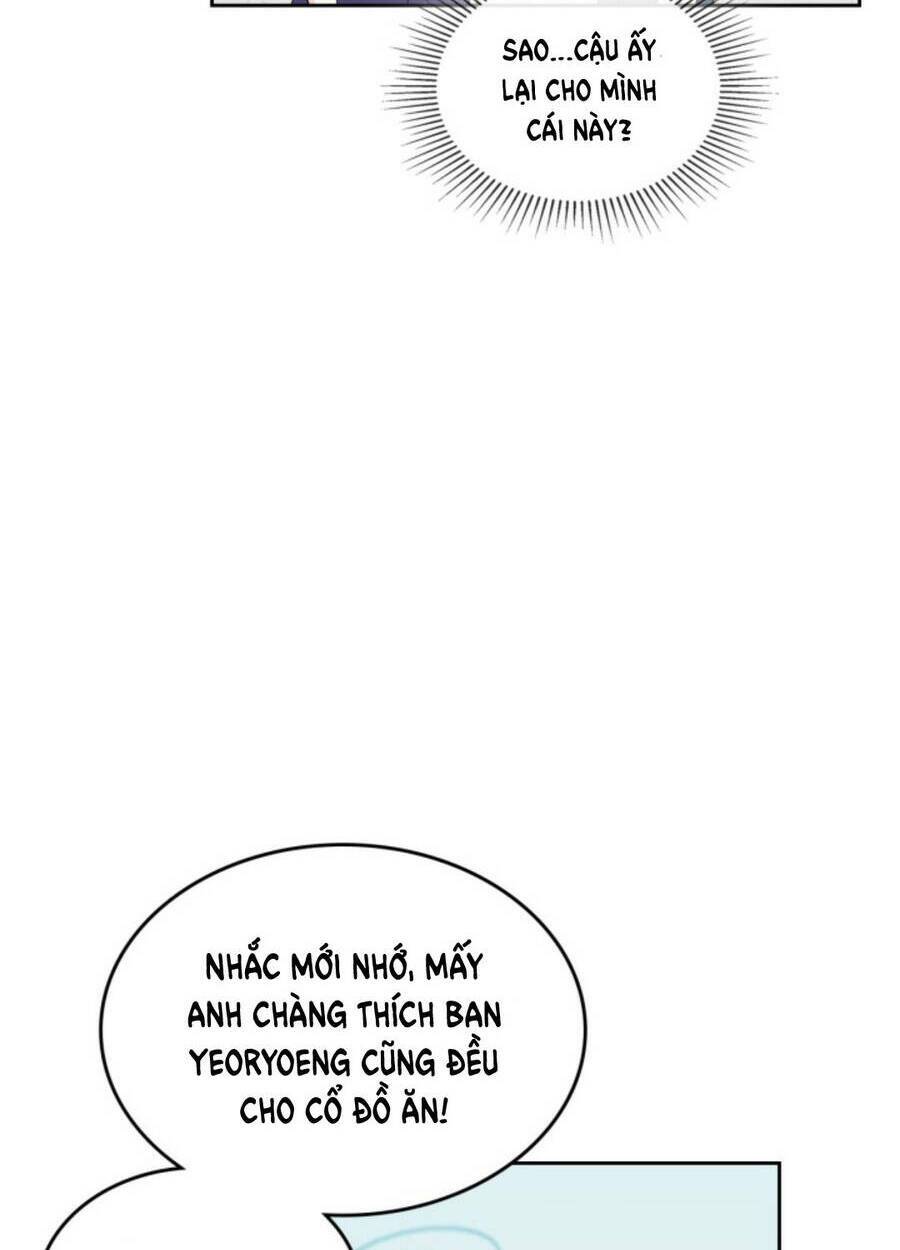 SAO...CẬU ẤY
LẠI CHO MÌNH
CÁI NÀY?
NHẮC MỚI NHỚ, MẤY
ANH CHÀNG THÍCH BAN
YEORYOENG CŨNG ĐỀU
CHO CỔ ĐỒ ĂN!